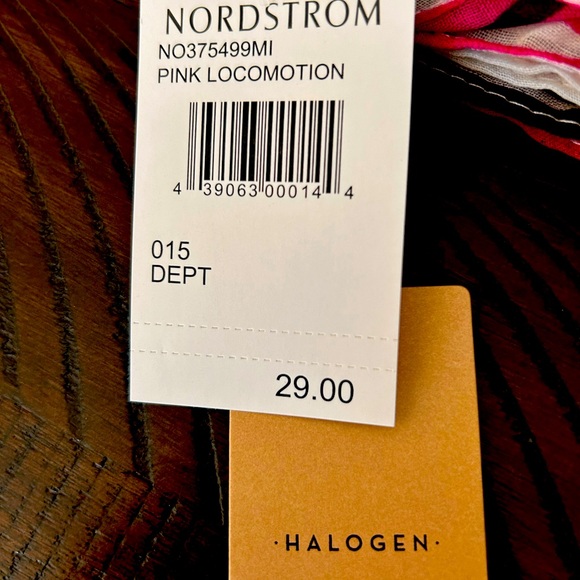 NORDSTROM
NO375499MI
PINK LOCOMOTION
4 39063 00014 4
015
DEPT
29.00
·HALOGEN·